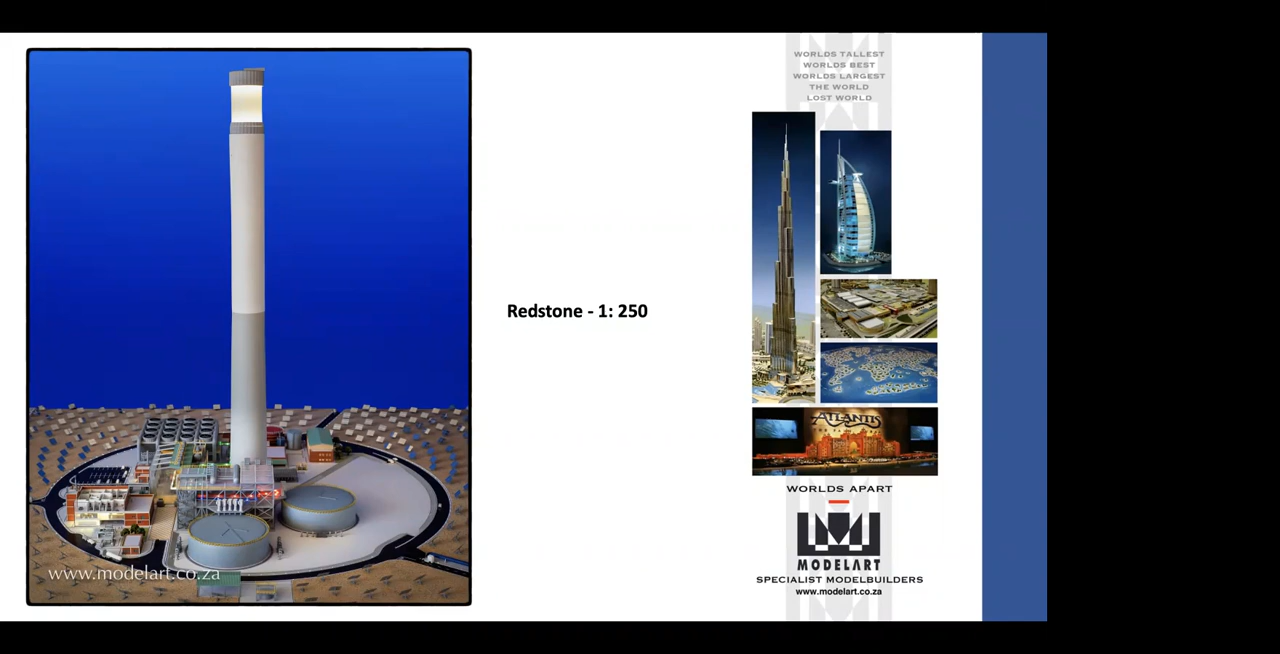 www.modelart.co.za
Redstone - 1: 250
WORLDS TALLEST
WORLDS BEST
WORLDS LARGEST
THE WORLD
LOST WORLD
ATLANTIS
WORLDS APART
MODELART
SPECIALIST MODELBUILDERS
www.modelart.co.za